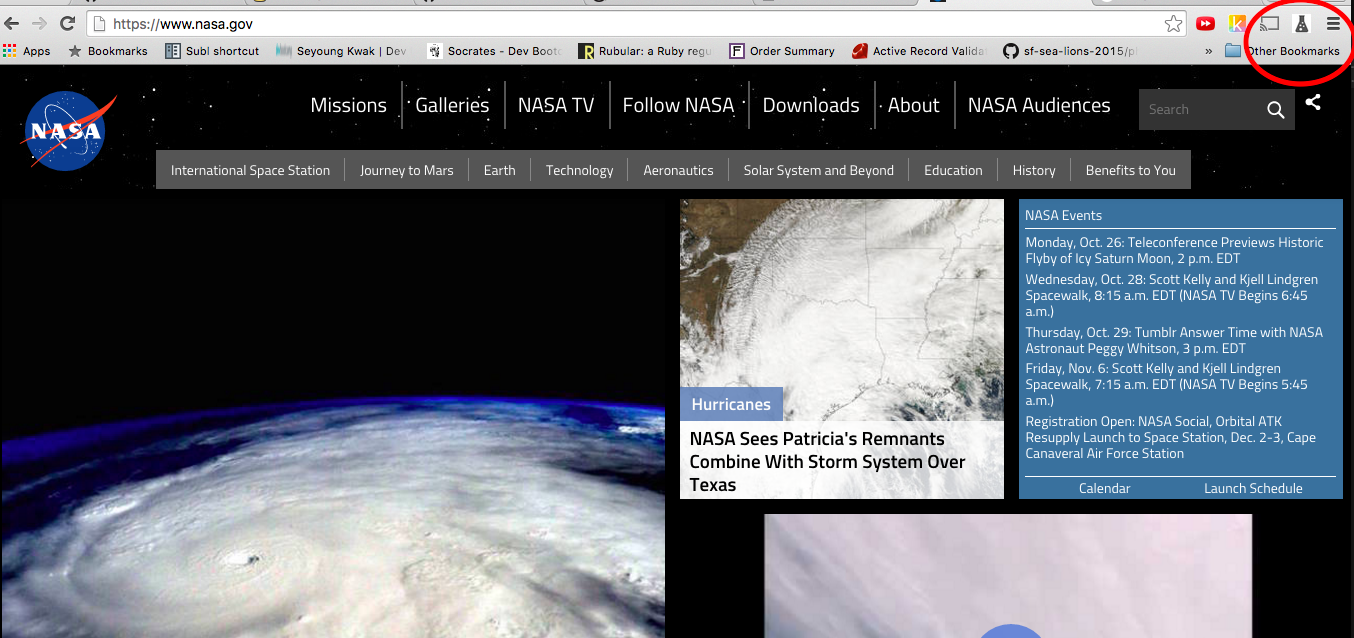 https://www.nasa.gov
Apps
Bookmarks
Subl shortcut
Seyoung Kwak | Dev
Socrates - Dev Boot
Rubular: a Ruby regu
Order Summary
Active Record Valida
sf-sea-lions-2015/p
»
Other Bookmarks
NASA
Missions
Galleries
NASA TV
Follow NASA
Downloads
About
NASA Audiences
Search
International Space Station
Journey to Mars
Earth
Technology
Aeronautics
Solar System and Beyond
Education
History
Benefits to You
Hurricanes
NASA Sees Patricia's Remnants
Combine With Storm System Over
Texas
NASA Events
Monday, Oct. 26: Teleconference Previews Historic
Flyby of Icy Saturn Moon, 2 p.m. EDT
Wednesday, Oct. 28: Scott Kelly and Kjell Lindgren
Spacewalk, 8:15 a.m. EDT (NASA TV Begins 6:45
a.m.)
Thursday, Oct. 29: Tumblr Answer Time with NASA
Astronaut Peggy Whitson, 3 p.m. EDT
Friday, Nov. 6: Scott Kelly and Kjell Lindgren
Spacewalk, 7:15 a.m. EDT (NASA TV Begins 5:45
a.m.)
Registration Open: NASA Social, Orbital ATK
Resupply Launch to Space Station, Dec. 2-3, Cape
Canaveral Air Force Station
Calendar
Launch Schedule